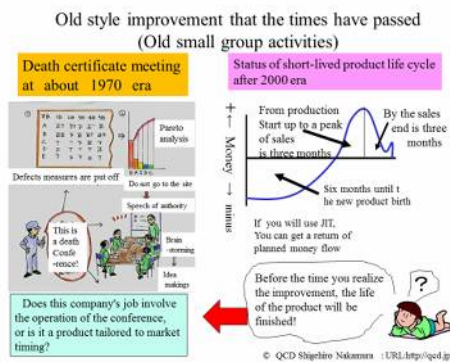 Old style improvement that the times have passed
(Old small group activities)
Death certificate meeting
at about 1970 era
Status of short-lived product life cycle
after 2000 era
Pareto
analysis
Defects measures are put off
Do not go to the site
Speech of authority
This is
a death
Confe
-rence!
Brain
-storming
Idea
makings
+ ← Money → minus
From production
Start up to a peak
of sales
is three months
By the sales
end is three
months
Six months until t
he new product birth
If you will use JIT,
You can get a return of
planned money flow
Does this company's job involve
the operation of the conference,
or is it a product tailored to market
timing?
Before the time you realize
the improvement, the life
of the product will be
finished!
?
© QCD Shigehiro Nakamura : URL:http://qcd.jp